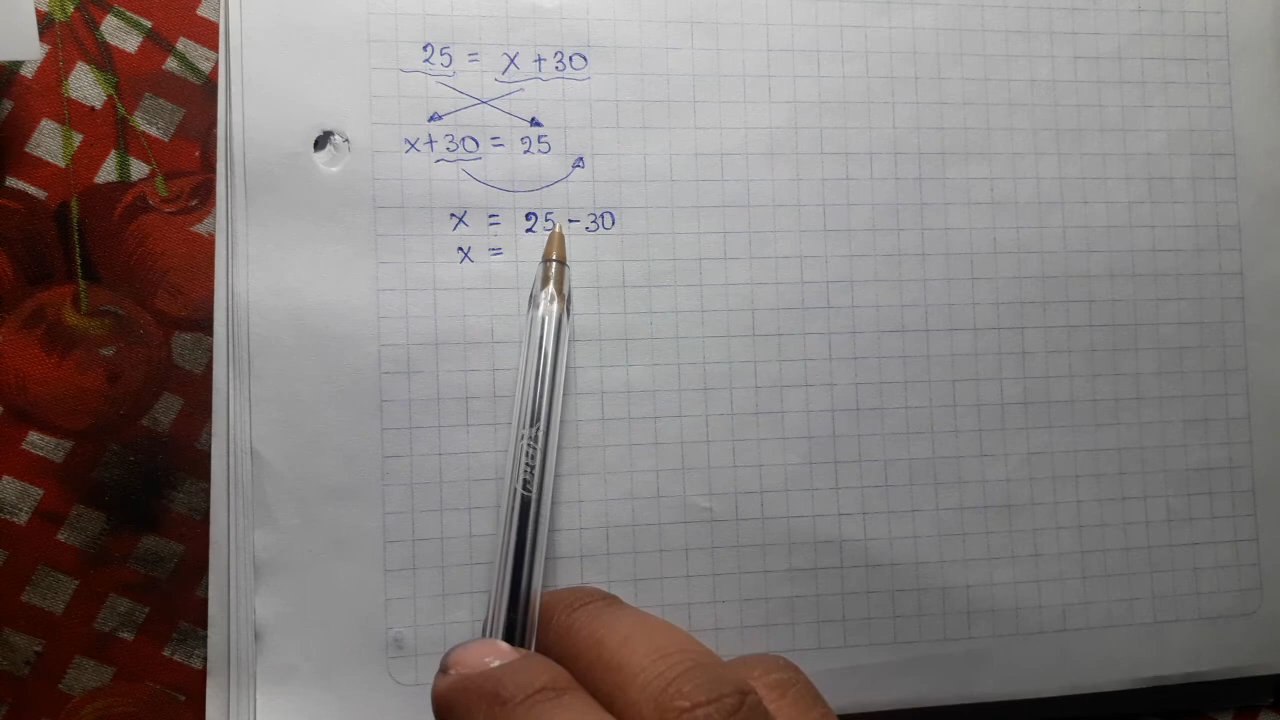 25 = x + 30
x + 30 = 25
x = 25 - 30
x =